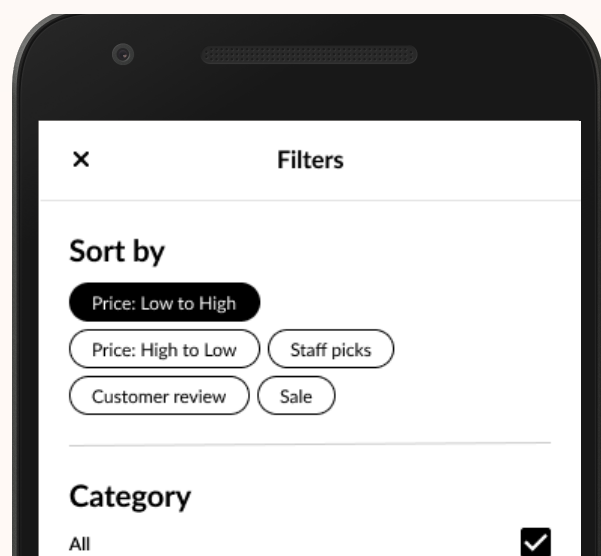 Filters
Sort by
Price: Low to High
Price: High to Low Staff picks
Customer review Sale
Category
All